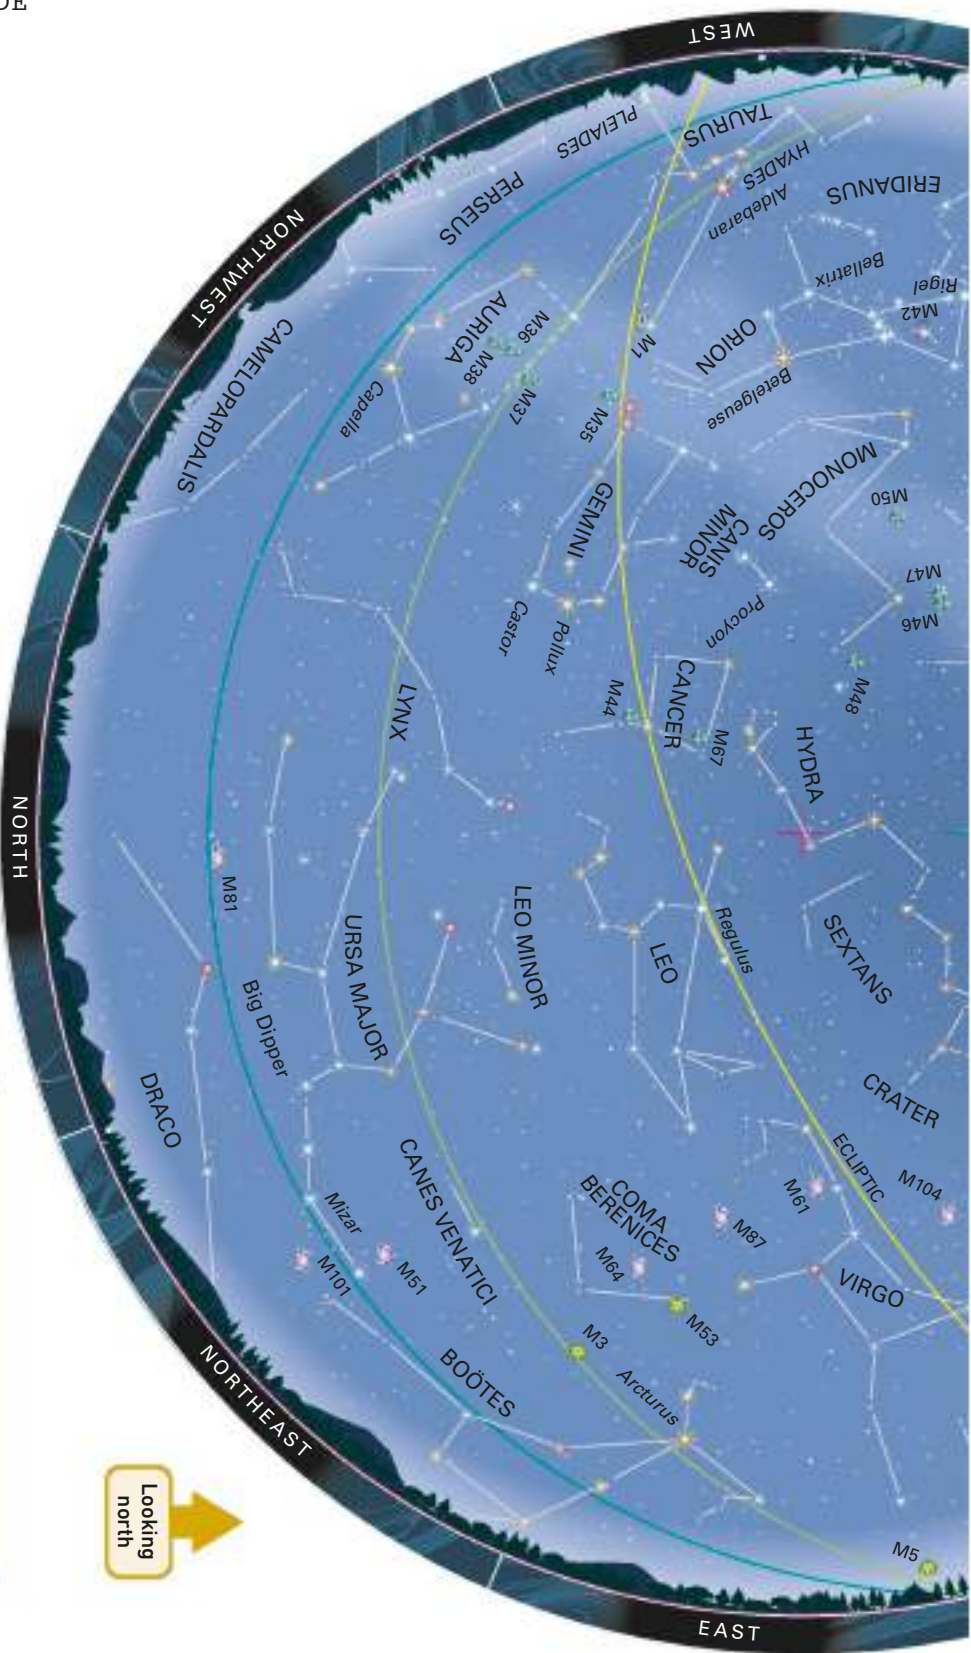 DE
WEST
PLEIADES
TAURUS
HYADES
Aldebaran
ERIDANUS
PERSEUS
NORTHWEST
Bellatrix
Rigel
M42
CAMELOPARDALIS
AURIGA
M36
M38
M37
M1
ORION
Betelgeuse
Capella
M35
GEMINI
MONOCEROS
M50
CANIS
MINOR
M47
M46
Castor
Pollux
Procyon
LYNX
M44
CANCER
M67
M48
HYDRA
NORTH
M81
LEO MINOR
URSA MAJOR
Big Dipper
LEO
Regulus
SEXTANS
DRACO
CRATER
ECLIPTIC
CANES VENATICI
Mizar
M101
M51
COMA
BERENICES
M64
M53
M87
M61
M104
VIRGO
M3
Arcturus
BOÖTES
NORTHEAST
Looking
north
M5
EAST